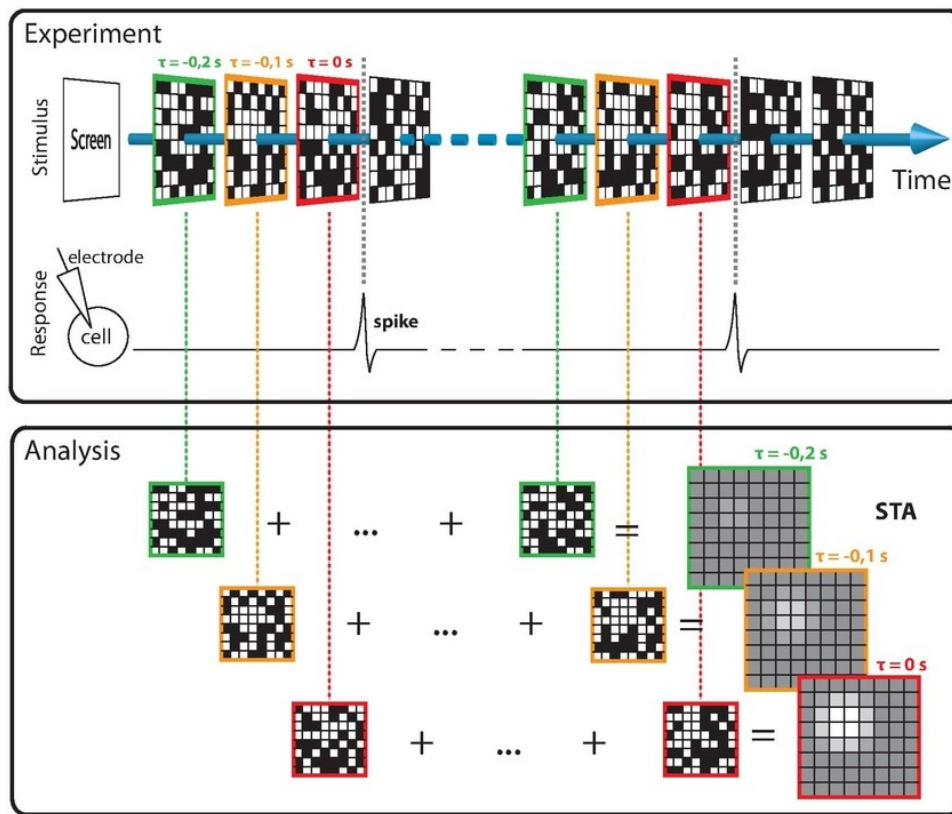 Experiment
τ = -0,2 s
τ = -0,1 s
τ = 0 s
Stimulus
Screen
Time
Response
electrode
cell
spike
Analysis
τ = -0,2 s
+ ... + =
STA
τ = -0,1 s
+ ... + =
τ = 0 s
+ ... + =